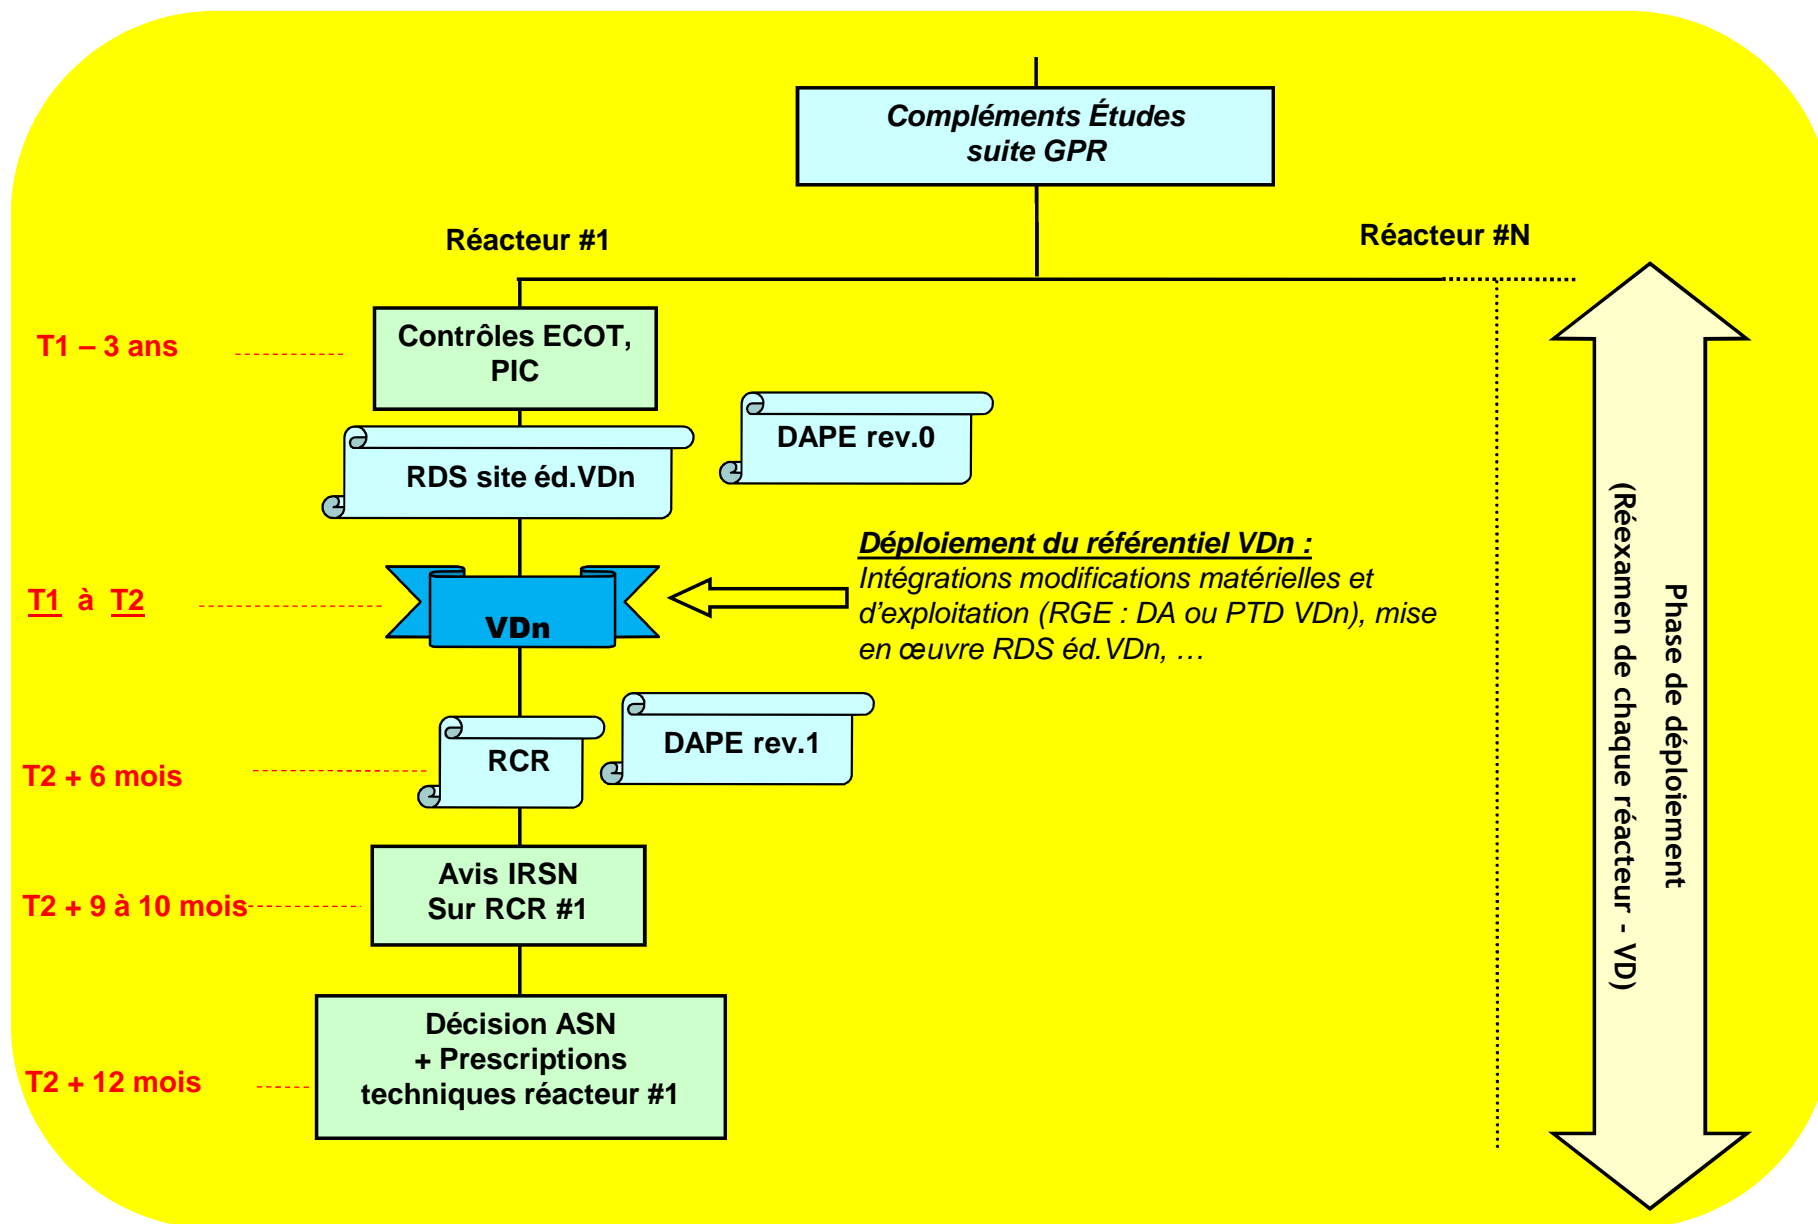 Compléments Études
suite GPR
Réacteur #1
Réacteur #N
T1 – 3 ans
Contrôles ECOT,
PIC
RDS site éd.VDn
DAPE rev.0
T1 à T2
VDn
Déploiement du référentiel VDn :
Intégrations modifications matérielles et
d'exploitation (RGE : DA ou PTD VDn), mise
en œuvre RDS éd.VDn, …
T2 + 6 mois
RCR
DAPE rev.1
T2 + 9 à 10 mois
Avis IRSN
Sur RCR #1
T2 + 12 mois
Décision ASN
+ Prescriptions
techniques réacteur #1
Phase de déploiement
(Réexamen de chaque réacteur - VD)